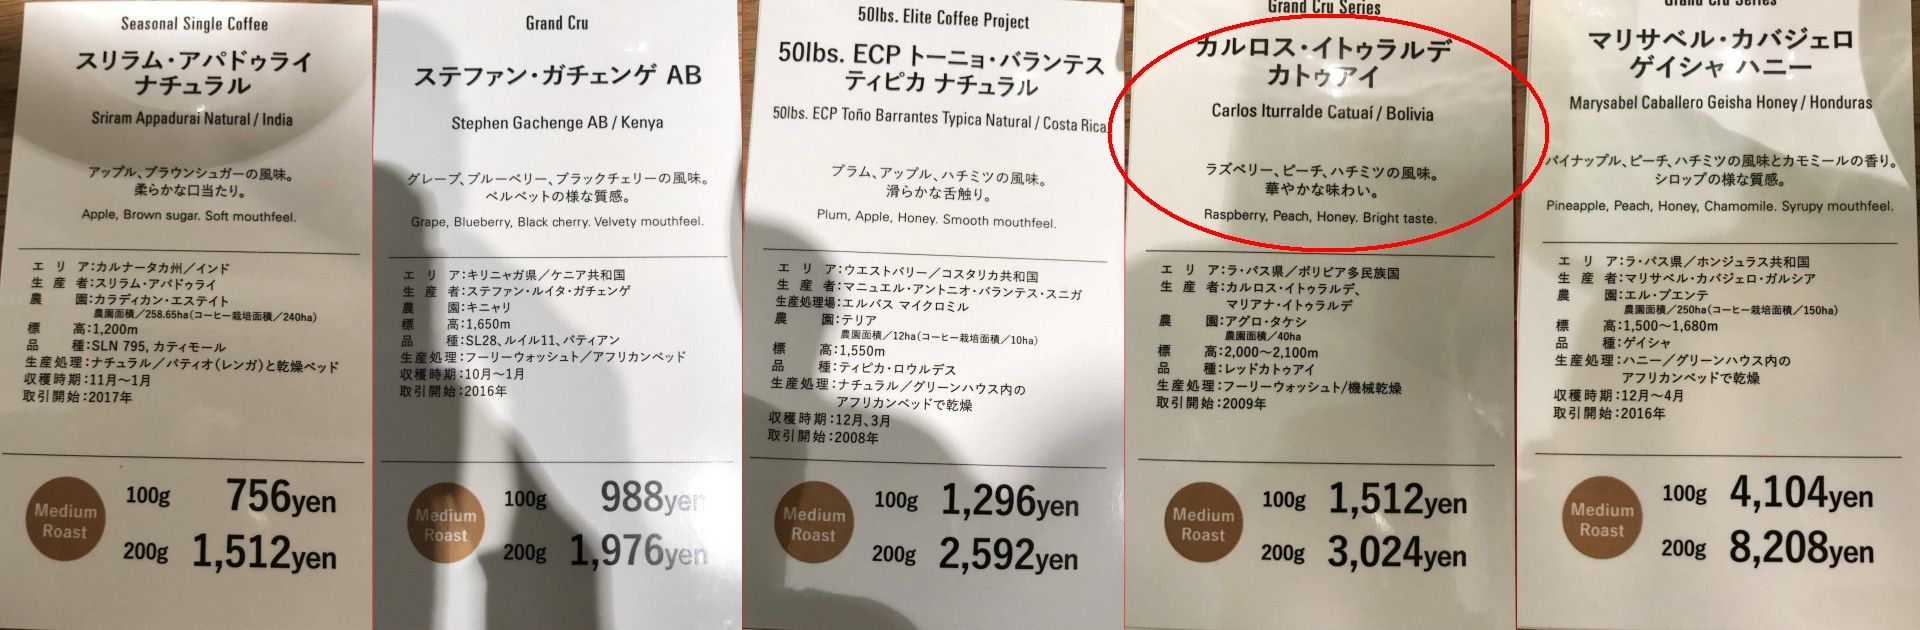 Seasonal Single Coffee
スリラム・アパドゥライ
ナチュラル
Sriram Appadurai Natural / India
アップル、ブラウンシュガーの風味。
柔らかな口当たり。
Apple, Brown sugar. Soft mouthfeel.
エリア:カルナータカ州／インド
生産者:スリラム・アパドゥライ
農園:カラディカン・エステイト
農園面積／258.65ha(コーヒー栽培面積／240ha)
標高:1,200m
品種:SLN 795, カティモール
生産処理:ナチュラル／パティオ(レンガ)と乾燥ベッド
収穫時期:11月〜1月
取引開始:2017年
Medium
Roast
100g 756yen
200g 1,512yen
Grand Cru
ステファン・ガチェンゲ AB
Stephen Gachenge AB / Kenya
グレープ、ブルーベリー、ブラックチェリーの風味。
ベルベットの様な質感。
Grape, Blueberry, Black cherry. Velvety mouthfeel.
エリア:キリニャガ県／ケニア共和国
生産者:ステファン・ルイタ・ガチェンゲ
農園:キニャリ
標高:1,650m
品種:SL28、ルイル11、バティアン
生産処理:フーリーウォッシュト／アフリカンベッド
収穫時期:10月〜1月
取引開始:2016年
Medium
Roast
100g 988yen
200g 1,976yen
50lbs. Elite Coffee Project
50lbs. ECP トーニョ・バランテス
ティピカ ナチュラル
50lbs. ECP Toño Barrantes Typica Natural / Costa Rica
プラム、アップル、ハチミツの風味。
滑らかな舌触り。
Plum, Apple, Honey. Smooth mouthfeel.
エリア:ウエストバリー／コスタリカ共和国
生産者:マニュエル・アントニオ・バランテス・スニガ
生産処理場:エルバス マイクロミル
農園:テリア
農園面積／12ha(コーヒー栽培面積／10ha)
標高:1,550m
品種:ティピカ・ロウルデス
生産処理:ナチュラル／グリーンハウス内の
アフリカンベッドで乾燥
収穫時期:12月、3月
取引開始:2008年
Medium
Roast
100g 1,296yen
200g 2,592yen
Grand Cru Series
カルロス・イトゥラルデ
カトゥアイ
Carlos Iturralde Catuaí / Bolivia
ラズベリー、ピーチ、ハチミツの風味。
華やかな味わい。
Raspberry, Peach, Honey. Bright taste.
エリア:ラ・パス県／ボリビア多民族国
生産者:カルロス・イトゥラルデ、
マリアナ・イトゥラルデ
農園:アグロ・タケシ
農園面積／40ha
標高:2,000〜2,100m
品種:レッドカトゥアイ
生産処理:フーリーウォッシュト/機械乾燥
取引開始:2009年
Medium
Roast
100g 1,512yen
200g 3,024yen
Grand Cru Series
マリサベル・カバジェロ
ゲイシャ ハニー
Marysabel Caballero Geisha Honey / Honduras
パイナップル、ピーチ、ハチミツの風味とカモミールの香り。
シロップの様な質感。
Pineapple, Peach, Honey, Chamomile. Syrupy mouthfeel.
エリア:ラ・パス県／ホンジュラス共和国
生産者:マリサベル・カバジェロ・ガルシア
農園:エル・プエンテ
農園面積／250ha(コーヒー栽培面積／150ha)
標高:1,500〜1,680m
品種:ゲイシャ
生産処理:ハニー／グリーンハウス内の
アフリカンベッドで乾燥
収穫時期:12月〜4月
取引開始:2016年
Medium
Roast
100g 4,104yen
200g 8,208yen